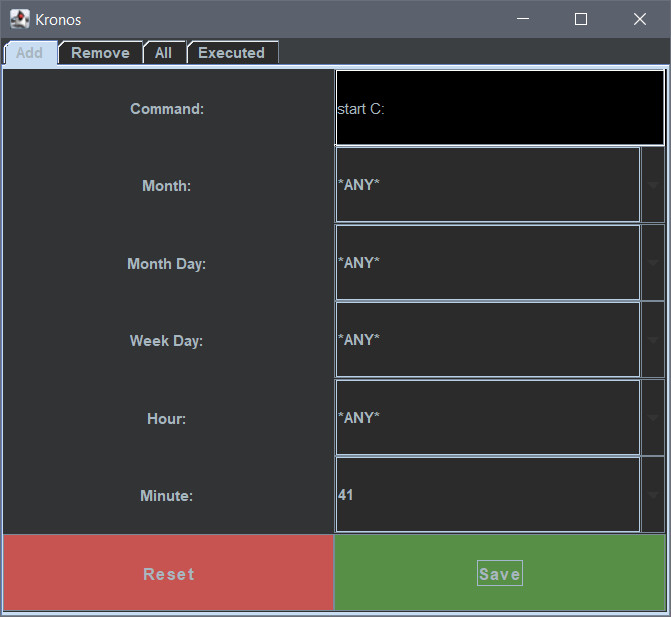 Kronos
Add Remove All Executed
Command: start C:
Month: *ANY*
Month Day: *ANY*
Week Day: *ANY*
Hour: *ANY*
Minute: 41
Reset Save